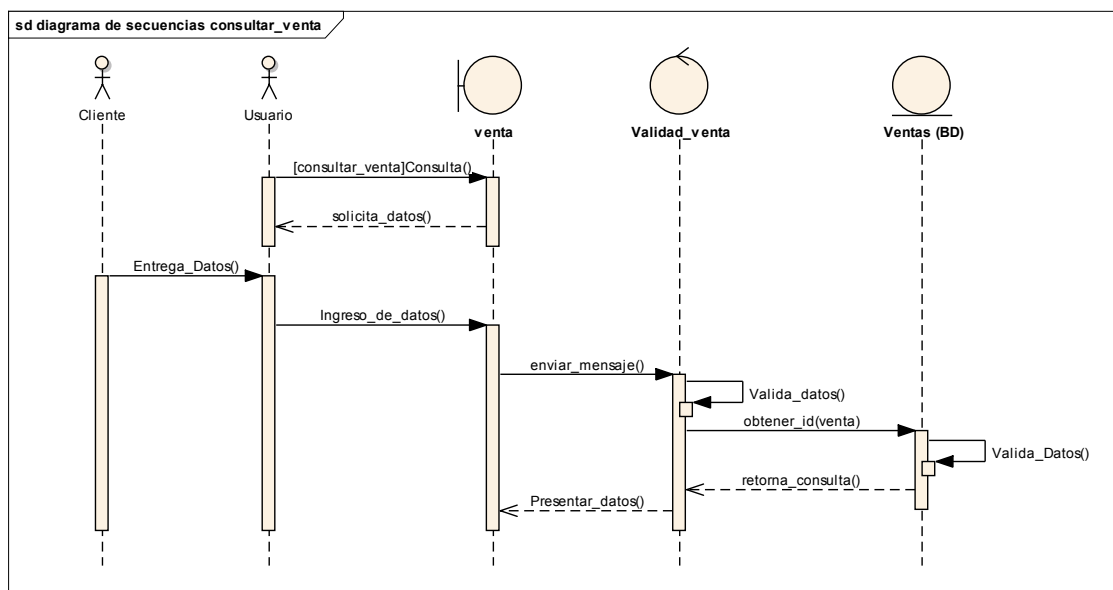 sd diagrama de secuencias consultar_venta
Cliente
Usuario
venta
Validad_venta
Ventas (BD)
[consultar_venta]Consulta()
solicita_datos()
Entrega_Datos()
Ingreso_de_datos()
enviar_mensaje()
Valida_datos()
obtener_id(venta)
Valida_Datos()
retorna_consulta()
Presentar_datos()